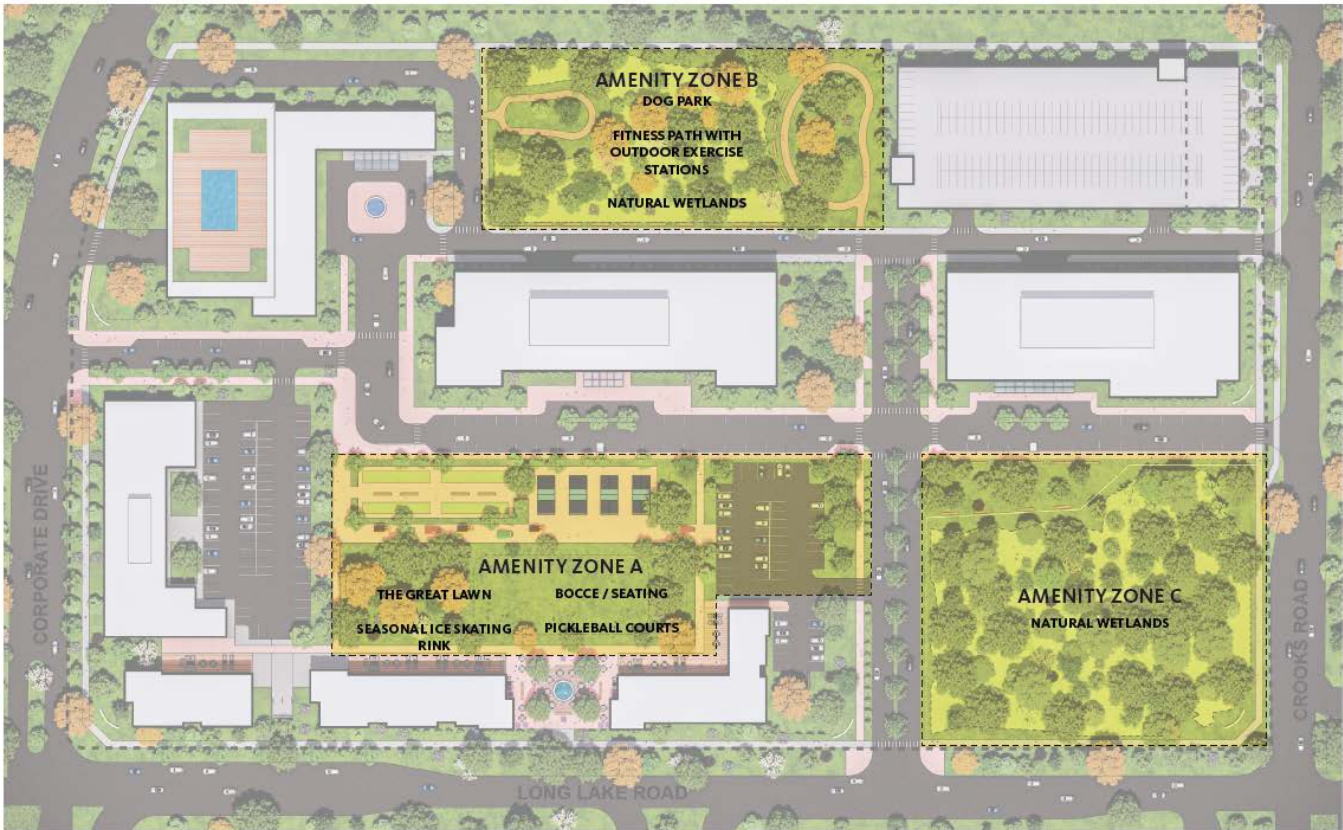 AMENITY ZONE B
DOG PARK
FITNESS PATH WITH
OUTDOOR EXERCISE
STATIONS
NATURAL WETLANDS
AMENITY ZONE A
THE GREAT LAWN
BOCCE / SEATING
SEASONAL ICE SKATING
RINK
PICKLEBALL COURTS
AMENITY ZONE C
NATURAL WETLANDS
CORPORATE DRIVE
CROOKS ROAD
LONG LAKE ROAD